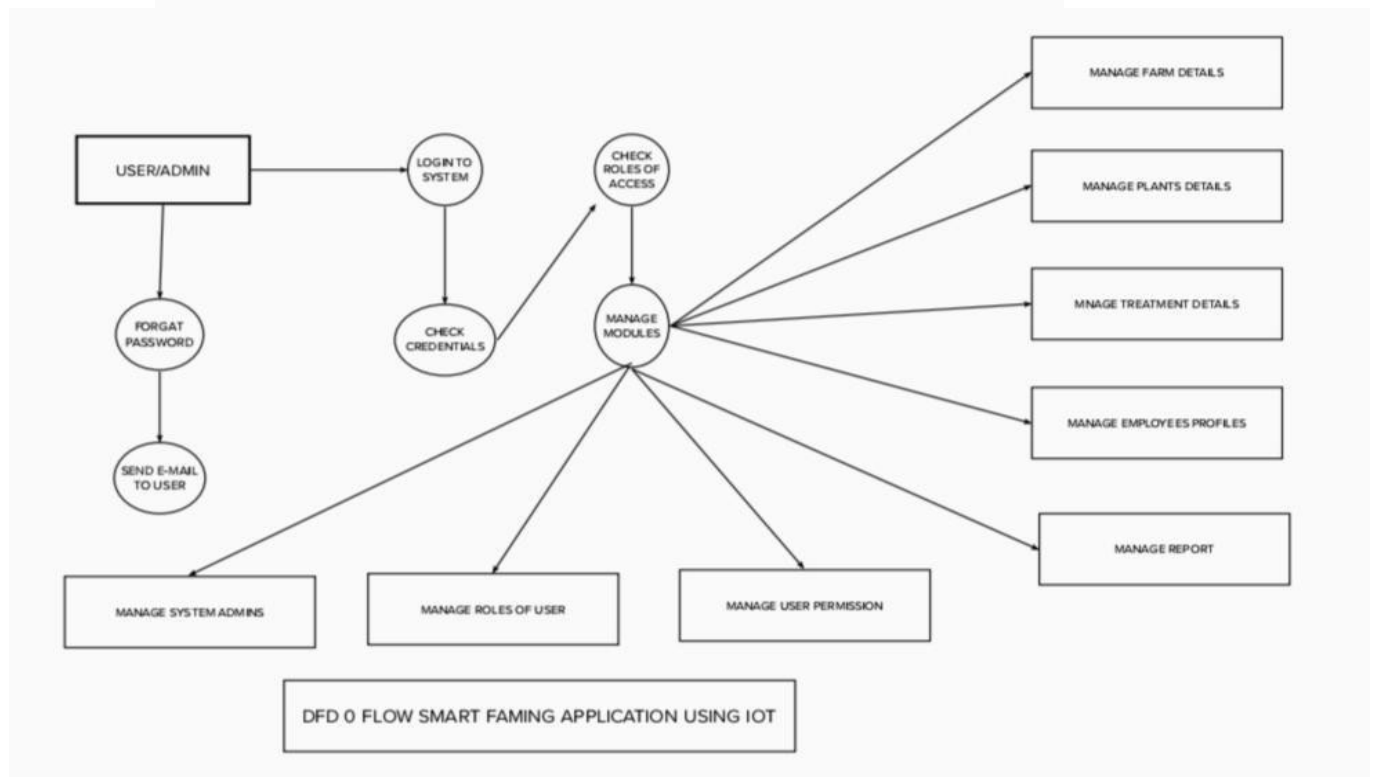 MANAGE FARM DETAILS
USER/ADMIN
LOGIN TO
SYSTEM
CHECK
ROLES OF
ACCESS
MANAGE PLANTS DETAILS
FORGAT
PASSWORD
CHECK
CREDENTIALS
MANAGE
MODULES
MNAGE TREATMENT DETAILS
MANAGE EMPLOYEES PROFILES
SEND E-MAIL
TO USER
MANAGE REPORT
MANAGE SYSTEM ADMINS
MANAGE ROLES OF USER
MANAGE USER PERMISSION
DFD 0 FLOW SMART FAMING APPLICATION USING IOT